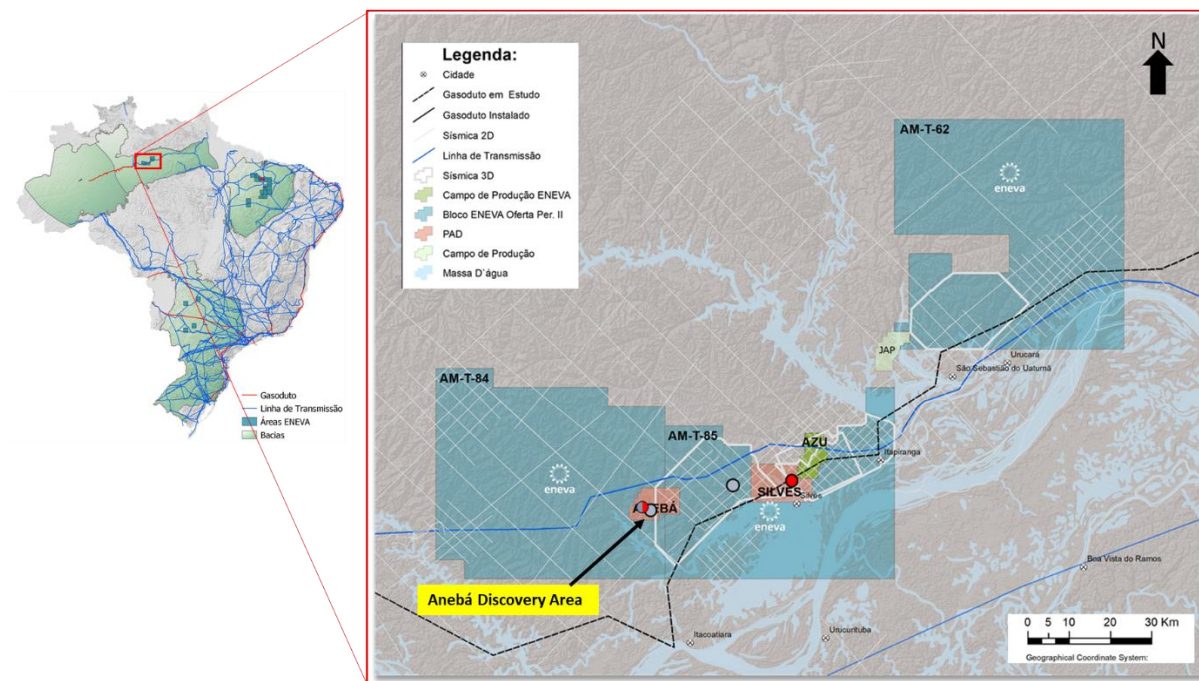 Gasoduto
Linha de Transmissão
Áreas ENEVA
Bacias
Legenda:
Cidade
Gasoduto em Estudo
Gasoduto Instalado
Sísmica 2D
Linha de Transmissão
Sísmica 3D
Campo de Produção ENEVA
Bloco ENEVA Oferta Per. II
PAD
Campo de Produção
Massa D`água
N
AM-T-62
eneva
JAP
Urucará
São Sebastião do Uatumã
AM-T-84
AM-T-85
AZU
Itapiranga
eneva
SILVES
Silves
eneva
Boa Vista do Ramos
Anebá Discovery Area
Itacoatiara
Urucurituba
0 5 10 20 30 Km
Geographical Coordinate System: